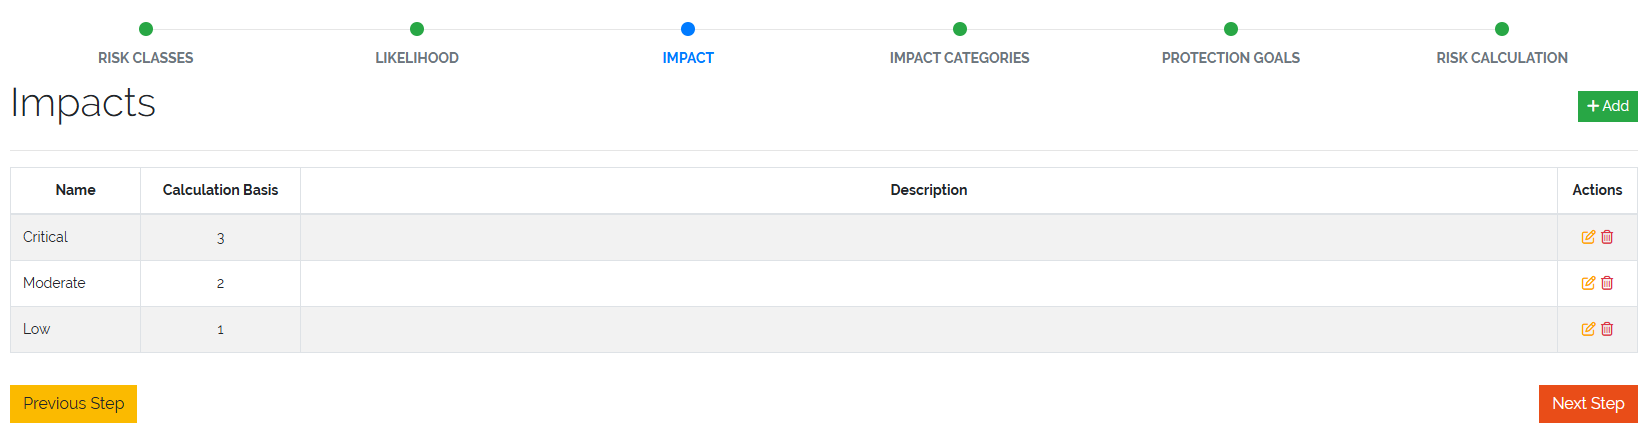 RISK CLASSES LIKELIHOOD IMPACT IMPACT CATEGORIES PROTECTION GOALS RISK CALCULATION
Impacts
Add
Name Calculation Basis Description Actions
Critical 3
Moderate 2
Low 1
Previous Step Next Step